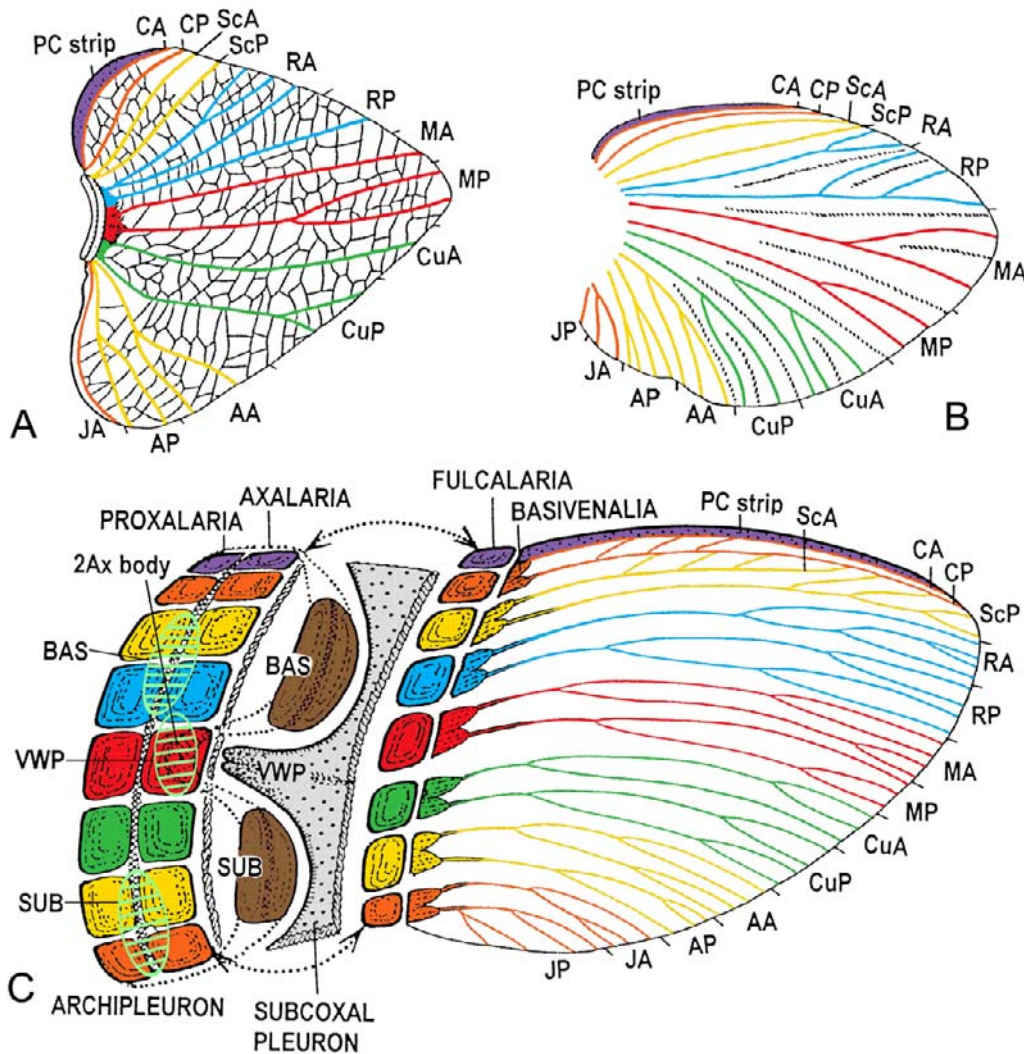 PC strip
CA
CP
ScA
ScP
RA
RP
MA
MP
CuA
CuP
AA
AP
JA
A
PC strip
CA
CP
ScA
ScP
RA
RP
MA
MP
CuA
CuP
AA
AP
JA
JP
B
PROXALARIA
AXALARIA
FULCALARIA
BASIVENALIA
PC strip
ScA
CA
CP
ScP
RA
RP
MA
MP
CuA
CuP
AA
AP
JA
JP
2Ax body
BAS
BAS
VWP
VWP
SUB
SUB
ARCHIPLEURON
SUBCOXAL
PLEURON
C